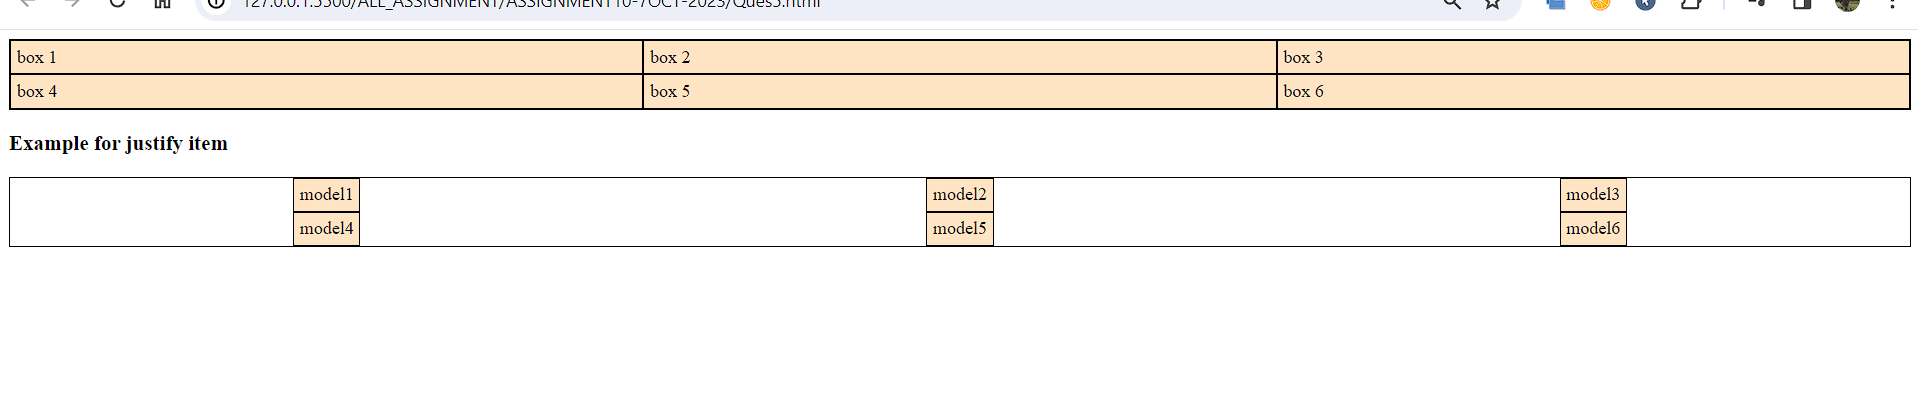 127.0.0.1:5500/ALL_ASSIGNMENT/ASSIGNMENT10-7OCT-2023/Ques5.html
box 1 box 2 box 3
box 4 box 5 box 6
Example for justify item
model1 model2 model3
model4 model5 model6